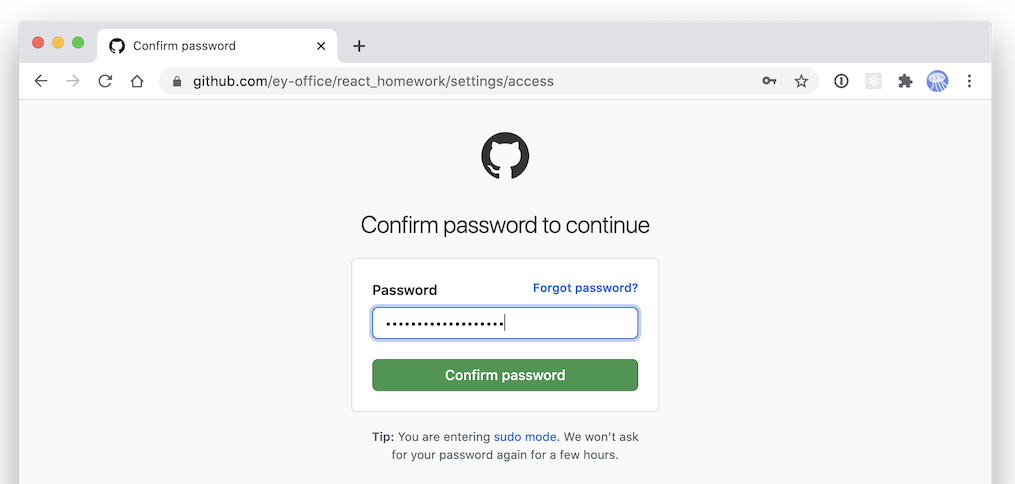 Confirm password
github.com/ey-office/react_homework/settings/access
Confirm password to continue
Password
Forgot password?
•••••••••••••••••••
Confirm password
Tip: You are entering sudo mode. We won’t ask
for your password again for a few hours.